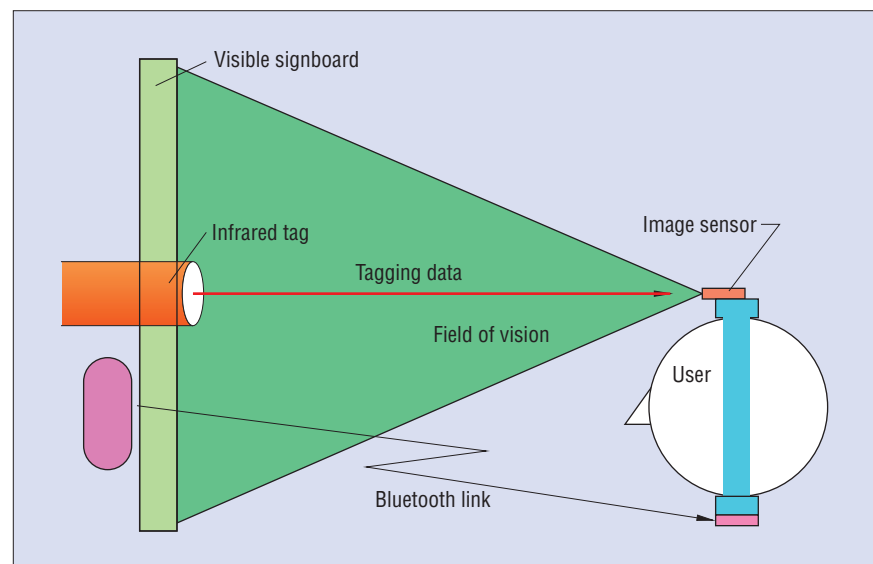 Visible signboard
Infrared tag
Image sensor
Tagging data
Field of vision
User
Bluetooth link